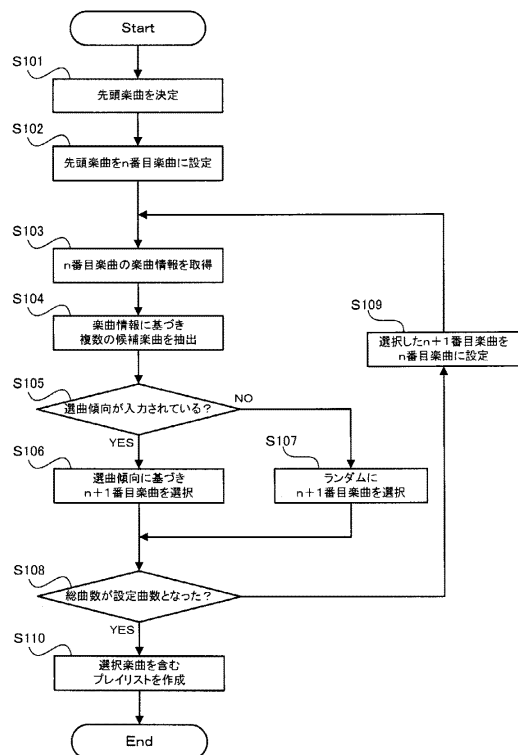 Start
S101
先頭楽曲を決定
S102
先頭楽曲をn番目楽曲に設定
S103
n番目楽曲の楽曲情報を取得
S104
楽曲情報に基づき
複数の候補楽曲を抽出
S109
選択したn+1番目楽曲を
n番目楽曲に設定
S105
選曲傾向が入力されている?
NO
YES
S106
選曲傾向に基づき
n+1番目楽曲を選択
S107
ランダムに
n+1番目楽曲を選択
S108
総曲数が設定曲数となった?
YES
S110
選択楽曲を含む
プレイリストを作成
End